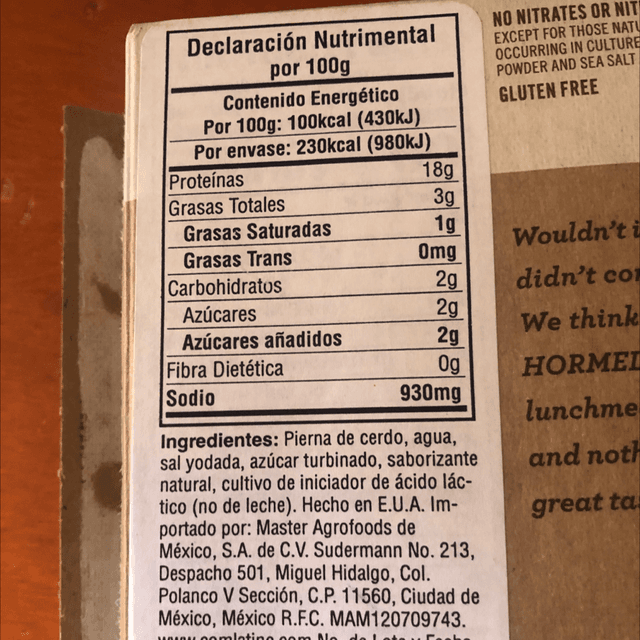 Declaración Nutrimental
por 100g
Contenido Energético
Por 100g: 100kcal (430kJ)
Por envase: 230kcal (980kJ)
Proteínas 18g
Grasas Totales 3g
Grasas Saturadas 1g
Grasas Trans 0mg
Carbohidratos 2g
Azúcares 2g
Azúcares añadidos 2g
Fibra Dietética 0g
Sodio 930mg
Ingredientes: Pierna de cerdo, agua,
sal yodada, azúcar turbinado, saborizante
natural, cultivo de iniciador de ácido lác-
tico (no de leche). Hecho en E.U.A. Im-
portado por: Master Agrofoods de
México, S.A. de C.V. Sudermann No. 213,
Despacho 501, Miguel Hidalgo, Col.
Polanco V Sección, C.P. 11560, Ciudad de
México, México R.F.C. MAM120709743.
NO NITRATES OR NIT
EXCEPT FOR THOSE NATU
OCCURRING IN CULTURE
POWDER AND SEA SALT
GLUTEN FREE
Wouldn't i
didn't con
We think
HORMEL
lunchme
and noth
great ta